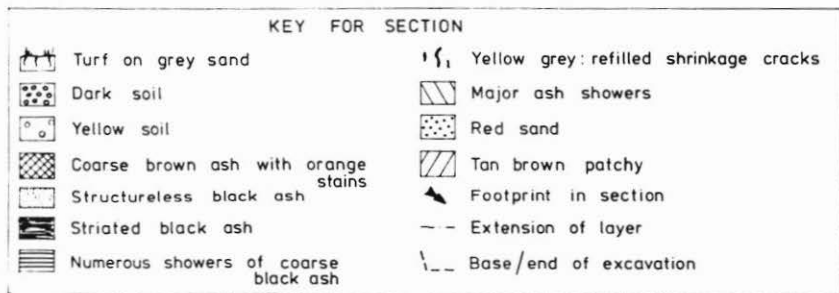 KEY FOR SECTION
Turf on grey sand
Dark soil
Yellow soil
Coarse brown ash with orange
stains
Structureless black ash
Striated black ash
Numerous showers of coarse
black ash
Yellow grey: refilled shrinkage cracks
Major ash showers
Red sand
Tan brown patchy
Footprint in section
Extension of layer
Base/end of excavation